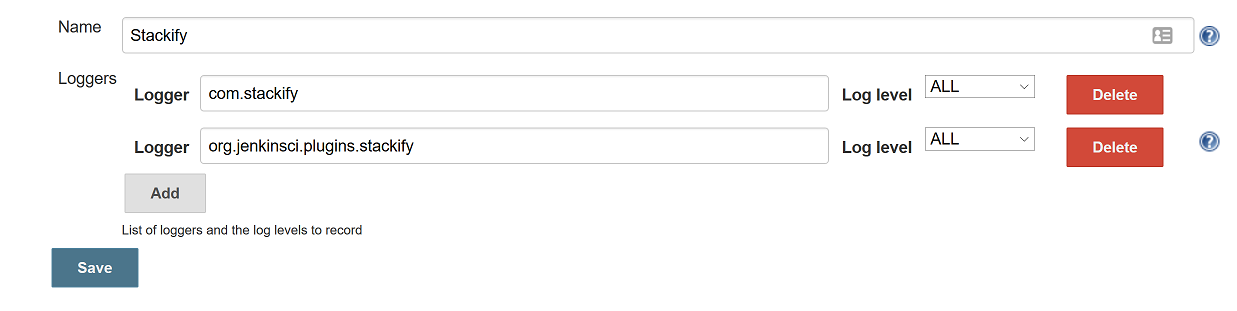 Name Stackify
Loggers
Logger com.stackify Log level ALL Delete
Logger org.jenkinsci.plugins.stackify Log level ALL Delete
Add
List of loggers and the log levels to record
Save